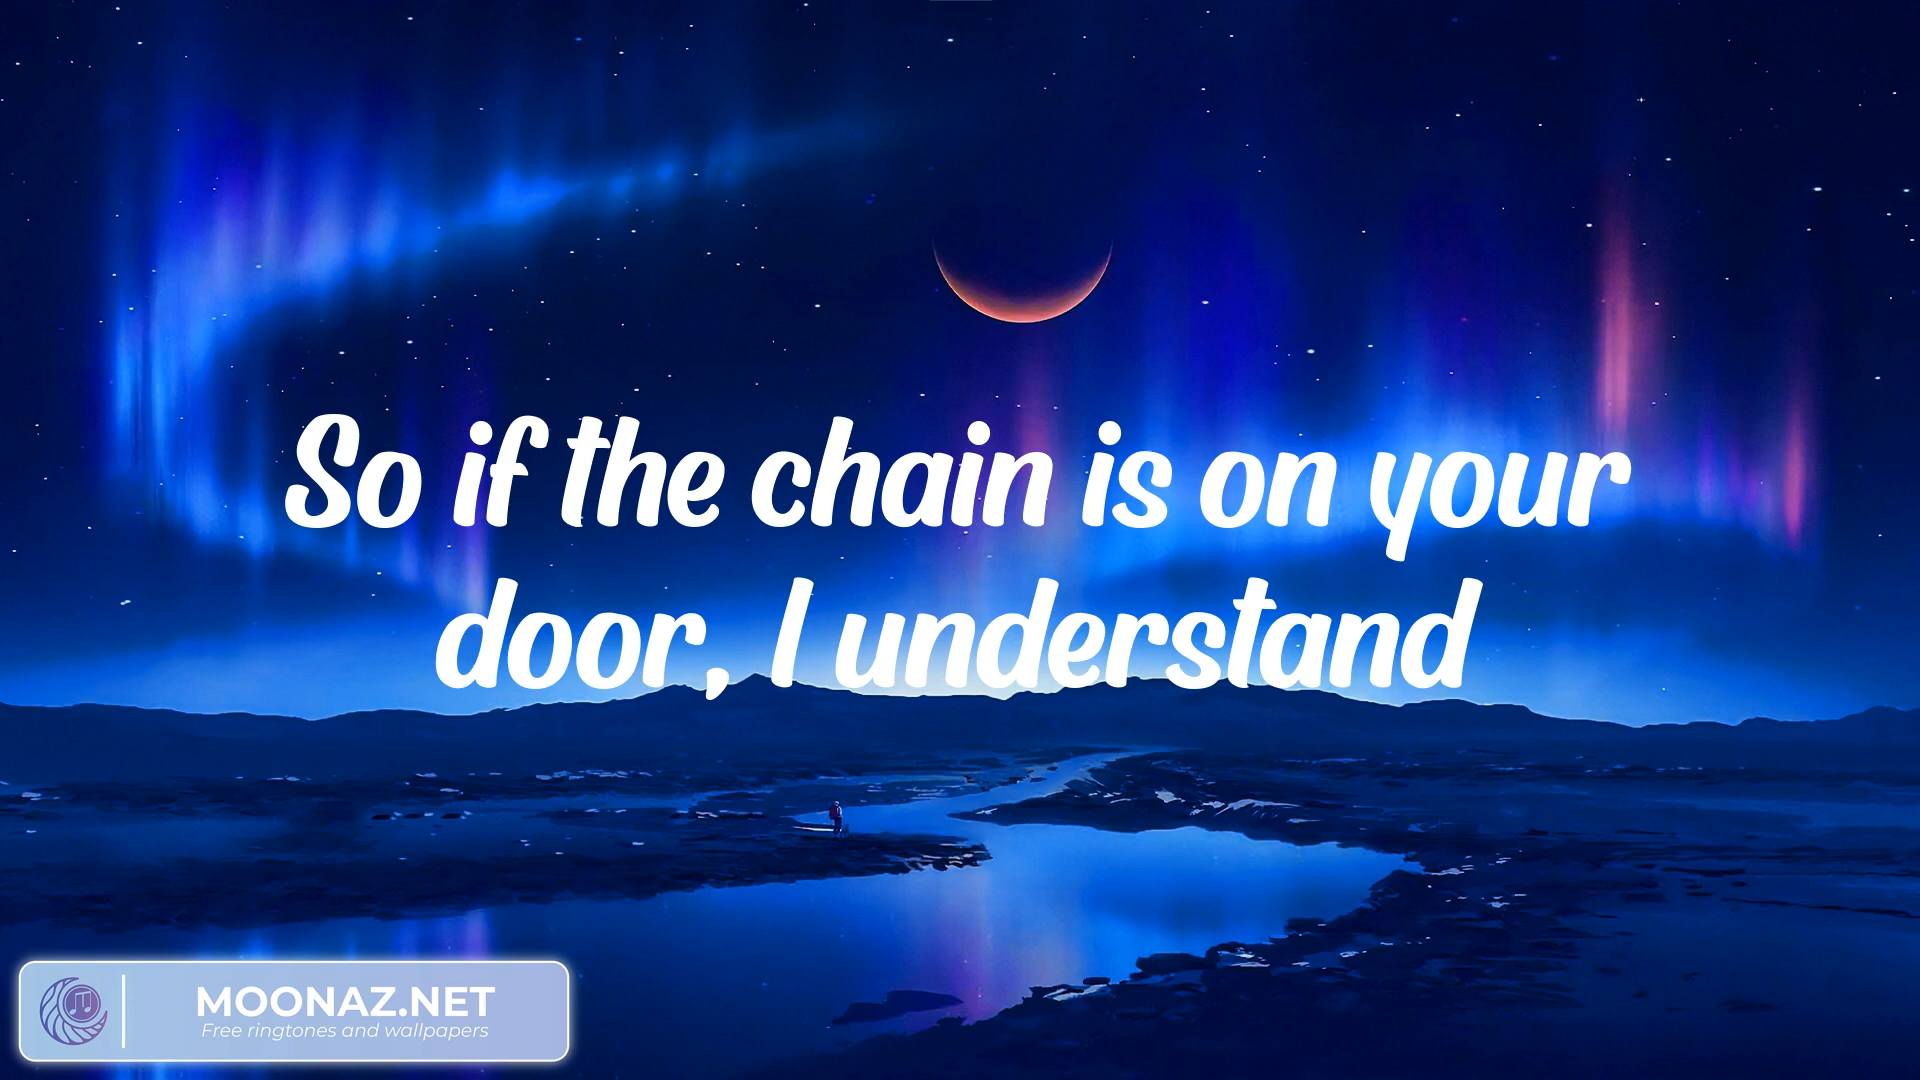 So if the chain is on your
door, I understand
MOONAZ.NET
Free ringtones and wallpapers